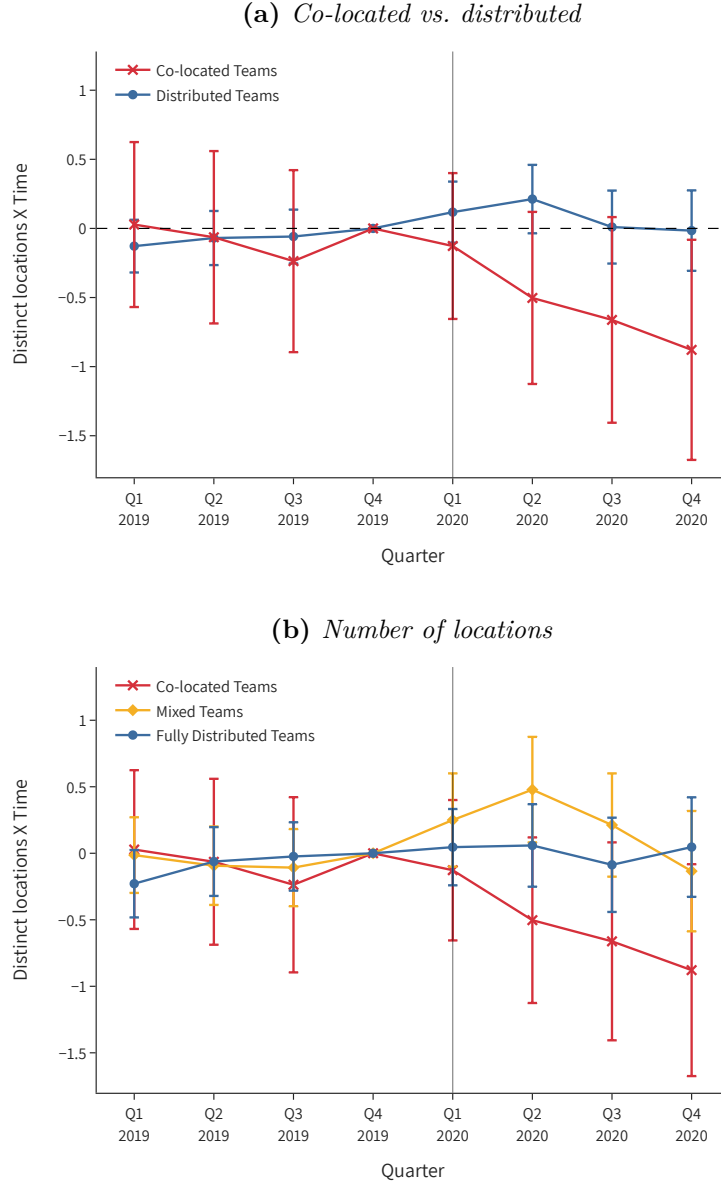 (a) Co-located vs. distributed
Co-located Teams
Distributed Teams
Distinct locations X Time
1
0.5
0
−0.5
−1
−1.5
Q1 Q2 Q3 Q4 Q1 Q2 Q3 Q4
2019 2019 2019 2019 2020 2020 2020 2020
Quarter
(b) Number of locations
Co-located Teams
Mixed Teams
Fully Distributed Teams
Distinct locations X Time
1
0.5
0
−0.5
−1
−1.5
Q1 Q2 Q3 Q4 Q1 Q2 Q3 Q4
2019 2019 2019 2019 2020 2020 2020 2020
Quarter